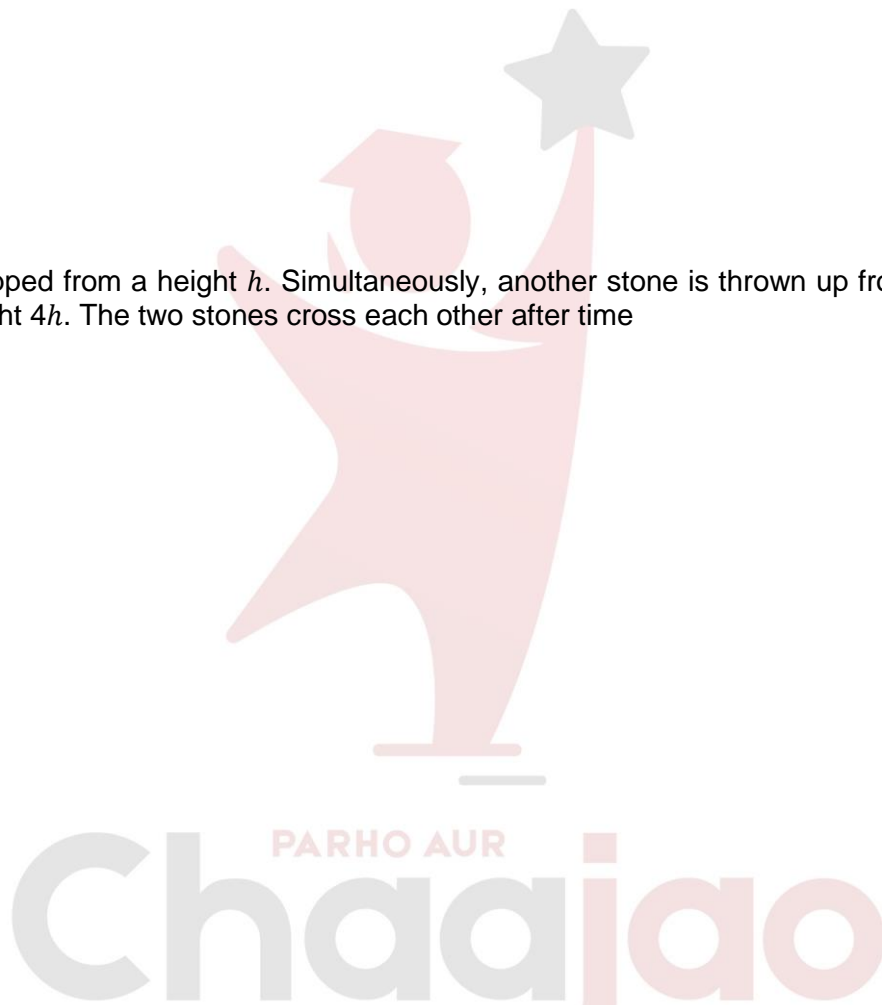 oped from a height ℎ. Simultaneously, another stone is thrown up fro
ht 4ℎ. The two stones cross each other after time
PARHO AUR
Chaajao